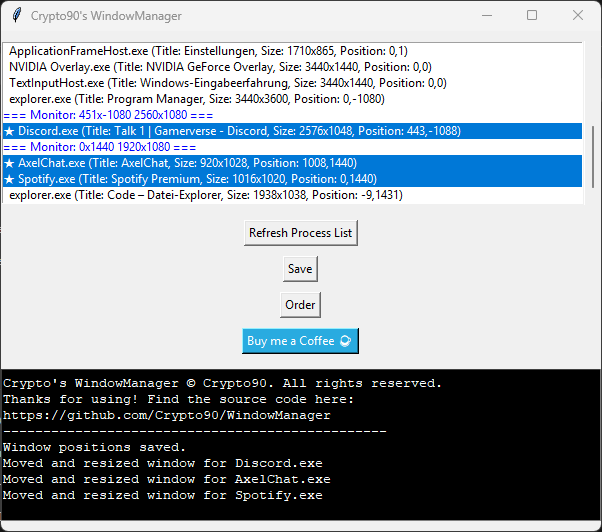 Crypto90's WindowManager
ApplicationFrameHost.exe (Title: Einstellungen, Size: 1710x865, Position: 0,1)
NVIDIA Overlay.exe (Title: NVIDIA GeForce Overlay, Size: 3440x1440, Position: 0,0)
TextInputHost.exe (Title: Windows-Eingabeerfahrung, Size: 3440x1440, Position: 0,0)
explorer.exe (Title: Program Manager, Size: 3440x3600, Position: 0,-1080)
=== Monitor: 451x-1080 2560x1080 ===
★ Discord.exe (Title: Talk 1 | Gamerverse - Discord, Size: 2576x1048, Position: 443,-1088)
=== Monitor: 0x1440 1920x1080 ===
★ AxelChat.exe (Title: AxelChat, Size: 920x1028, Position: 1008,1440)
★ Spotify.exe (Title: Spotify Premium, Size: 1016x1020, Position: 0,1440)
explorer.exe (Title: Code – Datei-Explorer, Size: 1938x1038, Position: -9,1431)
Refresh Process List
Save
Order
Buy me a Coffee
Crypto's WindowManager © Crypto90. All rights reserved.
Thanks for using! Find the source code here:
https://github.com/Crypto90/WindowManager
------------------------------------------------
Window positions saved.
Moved and resized window for Discord.exe
Moved and resized window for AxelChat.exe
Moved and resized window for Spotify.exe